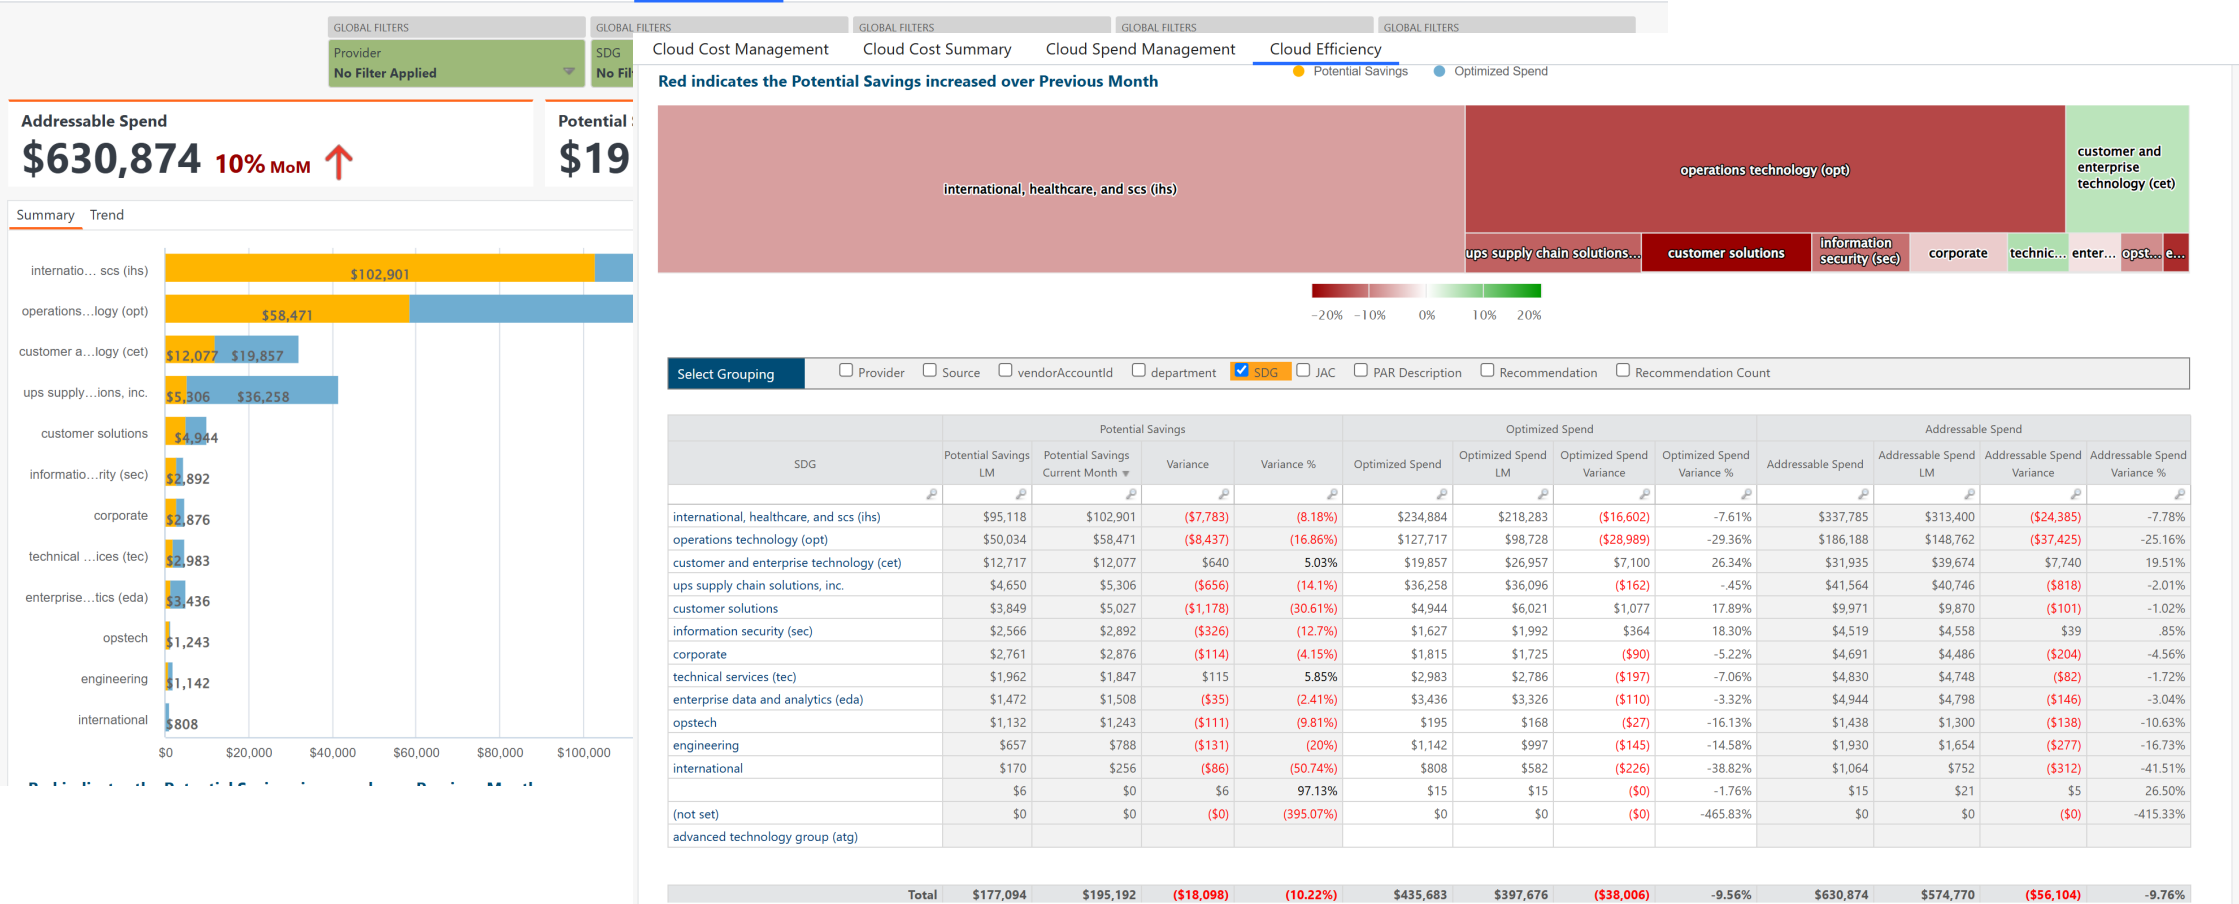 GLOBAL FILTERS
GLOBAL FILTERS
GLOBAL FILTERS
GLOBAL FILTERS
GLOBAL FILTERS
Provider
No Filter Applied
SDG
No Fil
Cloud Cost Management
Cloud Cost Summary
Cloud Spend Management
Cloud Efficiency
Addressable Spend
$630,874 10% MoM
Potential
$19
Summary Trend
internatio... scs (ihs) $102,901
operations...logy (opt) $58,471
customer a...logy (cet) $12,077 $19,857
ups supply...ions, inc. $5,306 $36,258
customer solutions $4,944
informatio...rity (sec) $2,892
corporate $2,876
technical ...ices (tec) $2,983
enterprise...tics (eda) $3,436
opstech $1,243
engineering $1,142
international $808
$0 $20,000 $40,000 $60,000 $80,000 $100,000
Red indicates the Potential Savings increased over Previous Month
Potential Savings Optimized Spend
international, healthcare, and scs (ihs)
operations technology (opt)
customer and
enterprise
technology (cet)
ups supply chain solutions...
customer solutions
information
security (sec)
corporate
technic...
enter...
opst...
e...
-20% -10% 0% 10% 20%
Select Grouping Provider Source vendorAccountId department SDG JAC PAR Description Recommendation Recommendation Count
Potential Savings Optimized Spend Addressable Spend
SDG
Potential Savings
LM
Potential Savings
Current Month
Variance
Variance %
Optimized Spend
Optimized Spend
LM
Optimized Spend
Variance
Optimized Spend
Variance %
Addressable Spend
Addressable Spend
LM
Addressable Spend
Variance
Addressable Spend
Variance %
international, healthcare, and scs (ihs) $95,118 $102,901 ($7,783) (8.18%) $234,884 $218,283 ($16,602) -7.61% $337,785 $313,400 ($24,385) -7.78%
operations technology (opt) $50,034 $58,471 ($8,437) (16.86%) $127,717 $98,728 ($28,989) -29.36% $186,188 $148,762 ($37,425) -25.16%
customer and enterprise technology (cet) $12,717 $12,077 $640 5.03% $19,857 $26,957 $7,100 26.34% $31,935 $39,674 $7,740 19.51%
ups supply chain solutions, inc. $4,650 $5,306 ($656) (14.1%) $36,258 $36,096 ($162) -.45% $41,564 $40,746 ($818) -2.01%
customer solutions $3,849 $5,027 ($1,178) (30.61%) $4,944 $6,021 $1,077 17.89% $9,971 $9,870 ($101) -1.02%
information security (sec) $2,566 $2,892 ($326) (12.7%) $1,627 $1,992 $364 18.30% $4,519 $4,558 $39 .85%
corporate $2,761 $2,876 ($114) (4.15%) $1,815 $1,725 ($90) -5.22% $4,691 $4,486 ($204) -4.56%
technical services (tec) $1,962 $1,847 $115 5.85% $2,983 $2,786 ($197) -7.06% $4,830 $4,748 ($82) -1.72%
enterprise data and analytics (eda) $1,472 $1,508 ($35) (2.41%) $3,436 $3,326 ($110) -3.32% $4,944 $4,798 ($146) -3.04%
opstech $1,132 $1,243 ($111) (9.81%) $195 $168 ($27) -16.13% $1,438 $1,300 ($138) -10.63%
engineering $657 $788 ($131) (20%) $1,142 $997 ($145) -14.58% $1,930 $1,654 ($277) -16.73%
international $170 $256 ($86) (50.74%) $808 $582 ($226) -38.82% $1,064 $752 ($312) -41.51%
$6 $0 $6 97.13% $15 $15 ($0) -1.76% $15 $21 $5 26.50%
(not set) $0 $0 ($0) (395.07%) $0 $0 ($0) -465.83% $0 $0 ($0) -415.33%
advanced technology group (atg)
Total $177,094 $195,192 ($18,098) (10.22%) $435,683 $397,676 ($38,006) -9.56% $630,874 $574,770 ($56,104) -9.76%